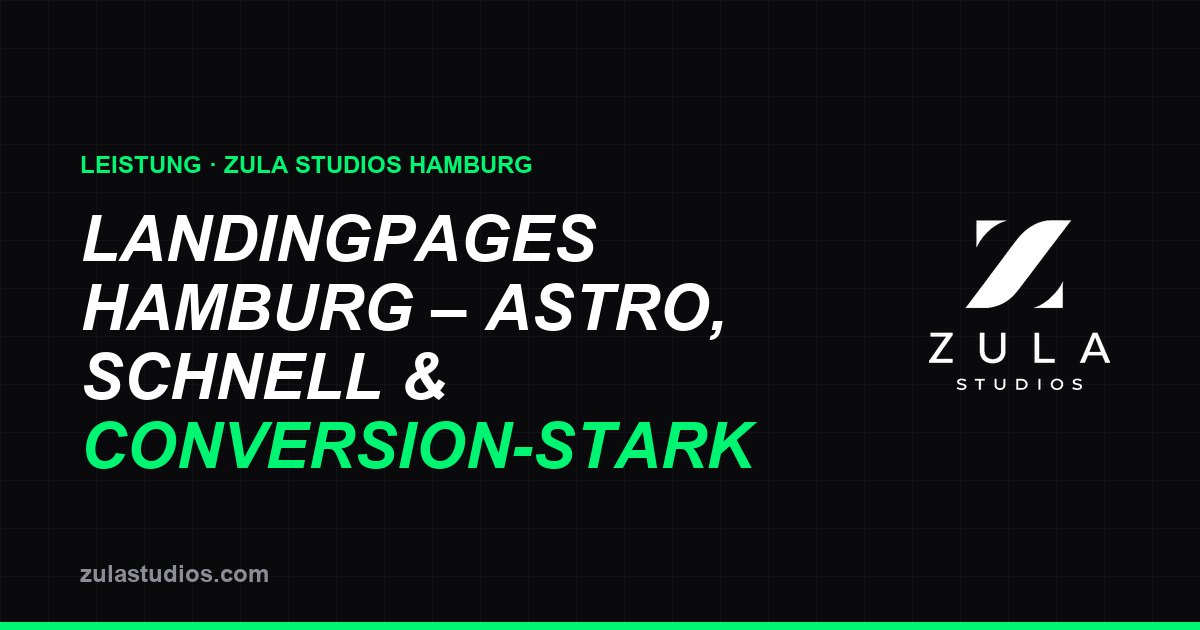 LEISTUNG · ZULA STUDIOS HAMBURG
LANDINGPAGES
HAMBURG – ASTRO,
SCHNELL &
CONVERSION-STARK
ZULA
STUDIOS
zulastudios.com